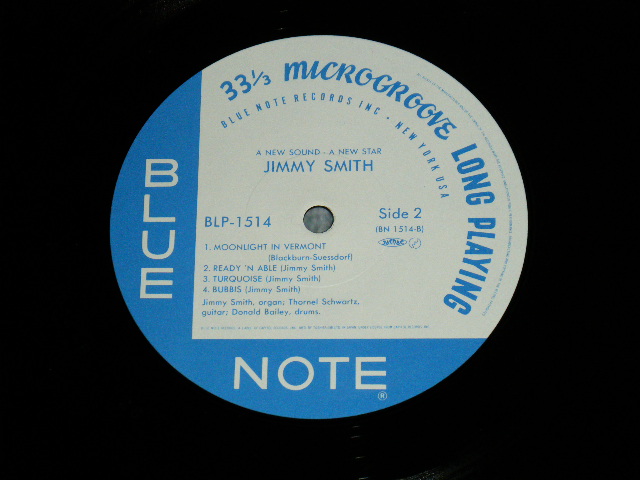 33⅓ MICROGROOVE LONG PLAYING
BLUE NOTE RECORDS INC · NEW YORK USA
A NEW SOUND - A NEW STAR
JIMMY SMITH
BLP-1514
Side 2
(BN 1514-B)
1. MOONLIGHT IN VERMONT
(Blackburn-Suessdorf)
2. READY 'N ABLE (Jimmy Smith)
3. TURQUOISE (Jimmy Smith)
4. BUBBIS (Jimmy Smith)
Jimmy Smith, organ; Thornel Schwartz,
guitar; Donald Bailey, drums.
BLUE
NOTE®